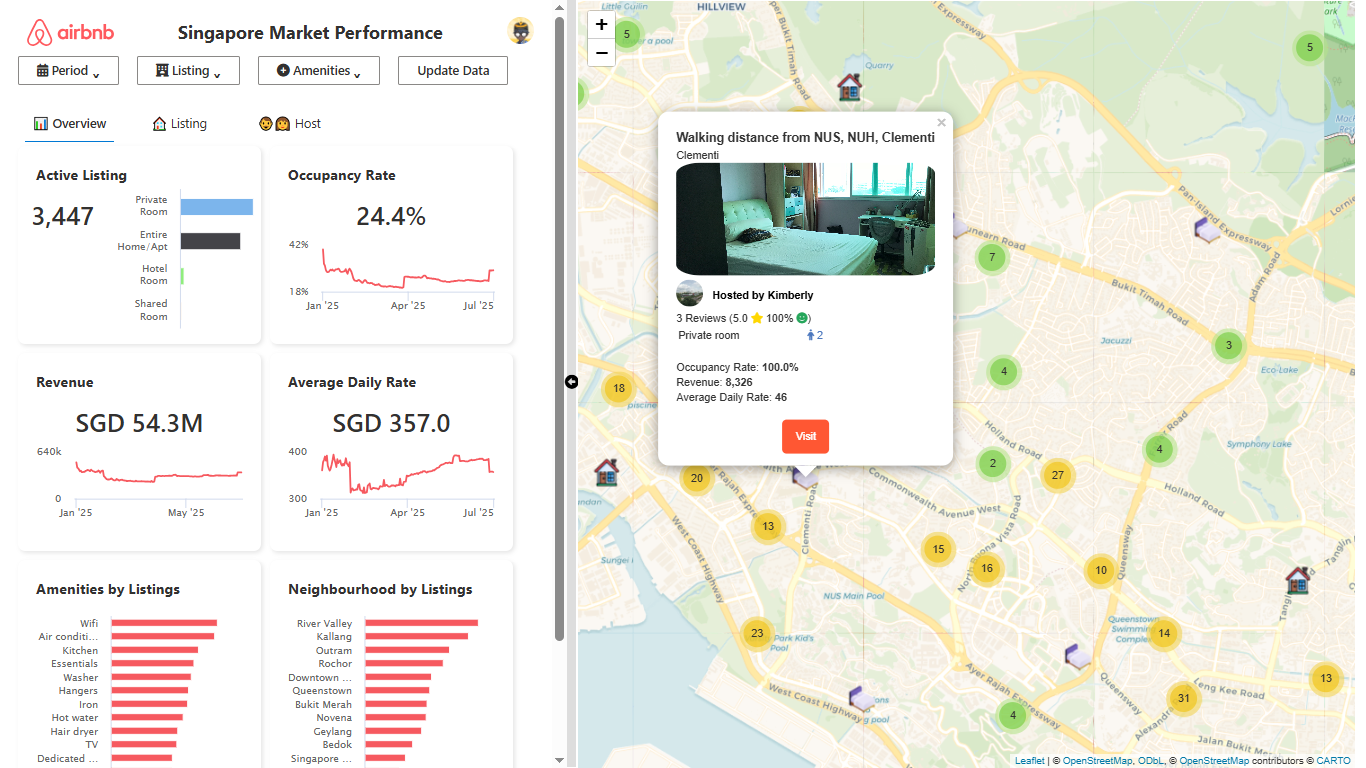 airbnb
Singapore Market Performance
Period
Listing
Amenities
Update Data
Overview
Listing
Host
Active Listing
3,447
Private
Room
Entire
Home/Apt
Hotel
Room
Shared
Room
Occupancy Rate
24.4%
42%
18%
Jan '25
Apr '25
Jul '25
Revenue
SGD 54.3M
640k
0
Jan '25
May '25
Average Daily Rate
SGD 357.0
400
300
Jan '25
Apr '25
Jul '25
Amenities by Listings
Wifi
Air conditi...
Kitchen
Essentials
Washer
Hangers
Iron
Hot water
Hair dryer
TV
Dedicated ...
Neighbourhood by Listings
River Valley
Kallang
Outram
Rochor
Downtown ...
Queenstown
Bukit Merah
Novena
Geylang
Bedok
Singapore ...
+
−
Little Guilin
HILLVIEW
5
5
Quarry
Walking distance from NUS, NUH, Clementi
×
Clementi
Hosted by Kimberly
3 Reviews (5.0 100% )
Private room
2
Occupancy Rate: 100.0%
Revenue: 8,326
Average Daily Rate: 46
Visit
Pan-Island Expressway
Adam Road
7
Bukit Timah Road
Jacuzzi
3
4
Eco-Lake
18
piscine
Holland Road
4
Symphony Lake
2
27
20
Commonwealth Avenue West
Holland Road
13
Clementi Road
West Coast Highway
15
16
North Buona Vista Road
10
Queensway
Sungei I
NUS Main Pool
23
Park Kid's
Pool
Queenstown
Swimming
Complex
14
13
Ayer Rajah Expressway
West Coast Highway
g pool
4
Queensway
31
Leng Kee Road
Jalan Bukit Mer
Leaflet | © OpenStreetMap, ODbL, © OpenStreetMap contributors © CARTO